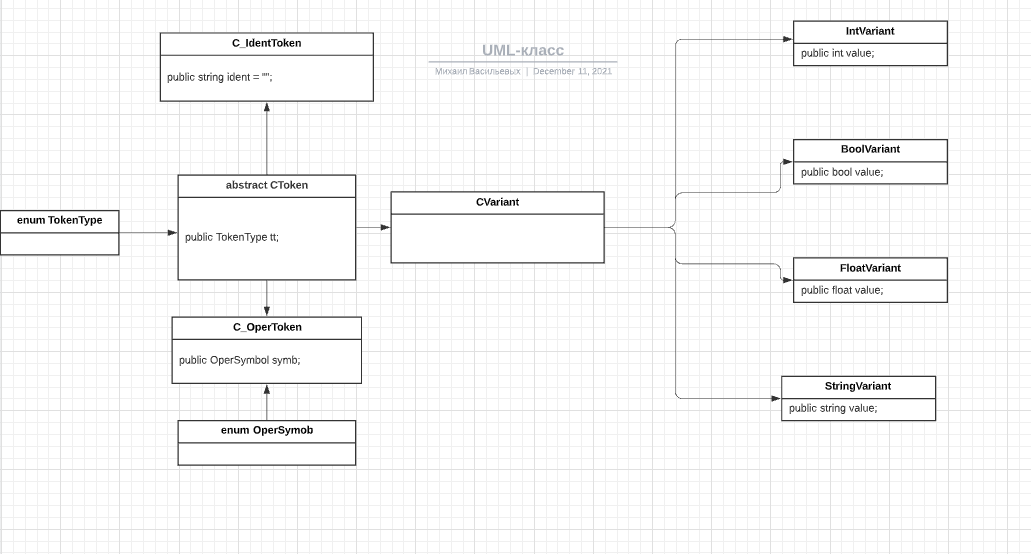 UML-класс
Михаил Васильевых | December 11, 2021
C_IdentToken
public string ident = "";
abstract CToken
public TokenType tt;
enum TokenType
C_OperToken
public OperSymbol symb;
enum OperSymob
CVariant
IntVariant
public int value;
BoolVariant
public bool value;
FloatVariant
public float value;
StringVariant
public string value;